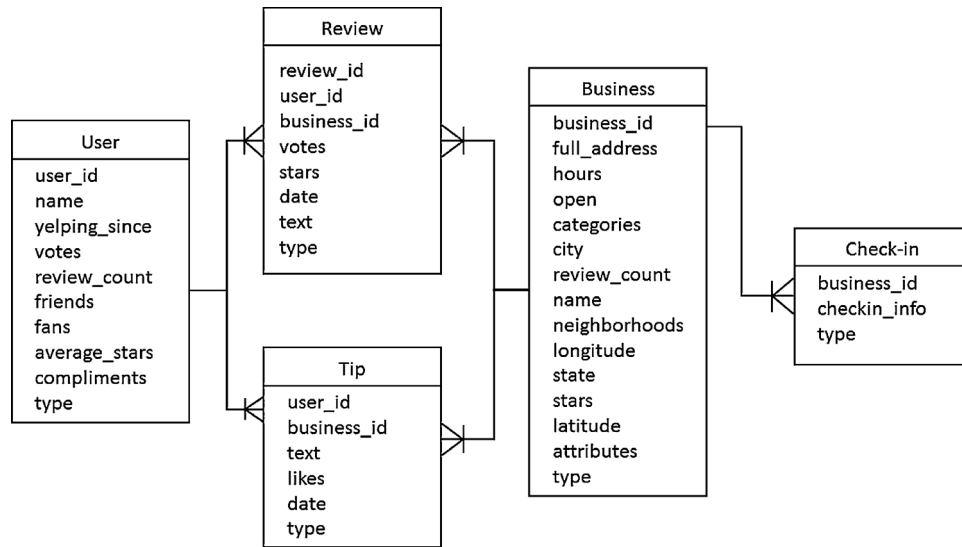 User
user_id
name
yelping_since
votes
review_count
friends
fans
average_stars
compliments
type
Review
review_id
user_id
business_id
votes
stars
date
text
type
Tip
user_id
business_id
text
likes
date
type
Business
business_id
full_address
hours
open
categories
city
review_count
name
neighborhoods
longitude
state
stars
latitude
attributes
type
Check-in
business_id
checkin_info
type